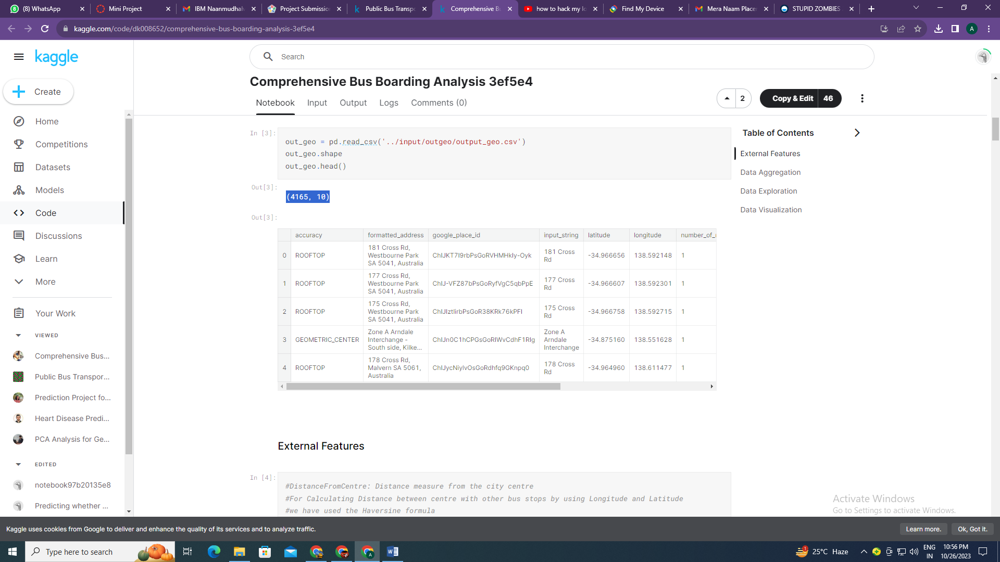 (8) WhatsApp
Mini Project
IBM Naanmudhalv
Project Submission
Public Bus Transpo
Comprehensive Bu
how to hack my lo
Find My Device
Mera Naam Placem
STUPID ZOMBIES
kaggle.com/code/dk008652/comprehensive-bus-boarding-analysis-3ef5e4
A
kaggle
Search
Create
Home
Competitions
Datasets
Models
Code
Discussions
Learn
More
Your Work
VIEWED
Comprehensive Bus...
Public Bus Transpor...
Prediction Project fo...
Heart Disease Predi...
PCA Analysis for Ge...
EDITED
notebook97b20135e8
Predicting whether ...
Comprehensive Bus Boarding Analysis 3ef5e4
Notebook Input Output Logs Comments (0)
2
Copy & Edit 46
In [3]:
out_geo = pd.read_csv('../input/outgeo/output_geo.csv')
out_geo.shape
out_geo.head()
Out[3]:
(4165, 10)
Out[3]:
accuracy formatted_address google_place_id input_string latitude longitude number_of_
0 ROOFTOP 181 Cross Rd, Westbourne Park SA 5041, Australia ChIJKT7I9rbPsGoRVHMHkly-Oyk 181 Cross Rd -34.966656 138.592148 1
1 ROOFTOP 177 Cross Rd, Westbourne Park SA 5041, Australia ChIJ-VFZ87bPsGoRyfVgC5qbPpE 177 Cross Rd -34.966607 138.592301 1
2 ROOFTOP 175 Cross Rd, Westbourne Park SA 5041, Australia ChIJIztlirbPsGoR38KRk76kPFI 175 Cross Rd -34.966758 138.592715 1
3 GEOMETRIC_CENTER Zone A Arndale Interchange - South side, Kilke... ChIJn0C1hCPGsGoRIWvCdhF1RIg Zone A Arndale Interchange -34.875160 138.551628 1
4 ROOFTOP 178 Cross Rd, Malvern SA 5061, Australia ChIJycNiylvOsGoRdhfq9GKnpq0 178 Cross Rd -34.964960 138.611477 1
External Features
In [4]:
#DistanceFromCentre: Distance measure from the city centre
#For Calculating Distance between centre with other bus stops by using Longitude and Latitude
#we have used the Haversine formula
Table of Contents
External Features
Data Aggregation
Data Exploration
Data Visualization
Activate Windows
Go to Settings to activate Windows.
Kaggle uses cookies from Google to deliver and enhance the quality of its services and to analyze traffic.
Learn more.
Ok, Got it.
Type here to search
25°C Haze
ENG
IN
10:56 PM
10/26/2023